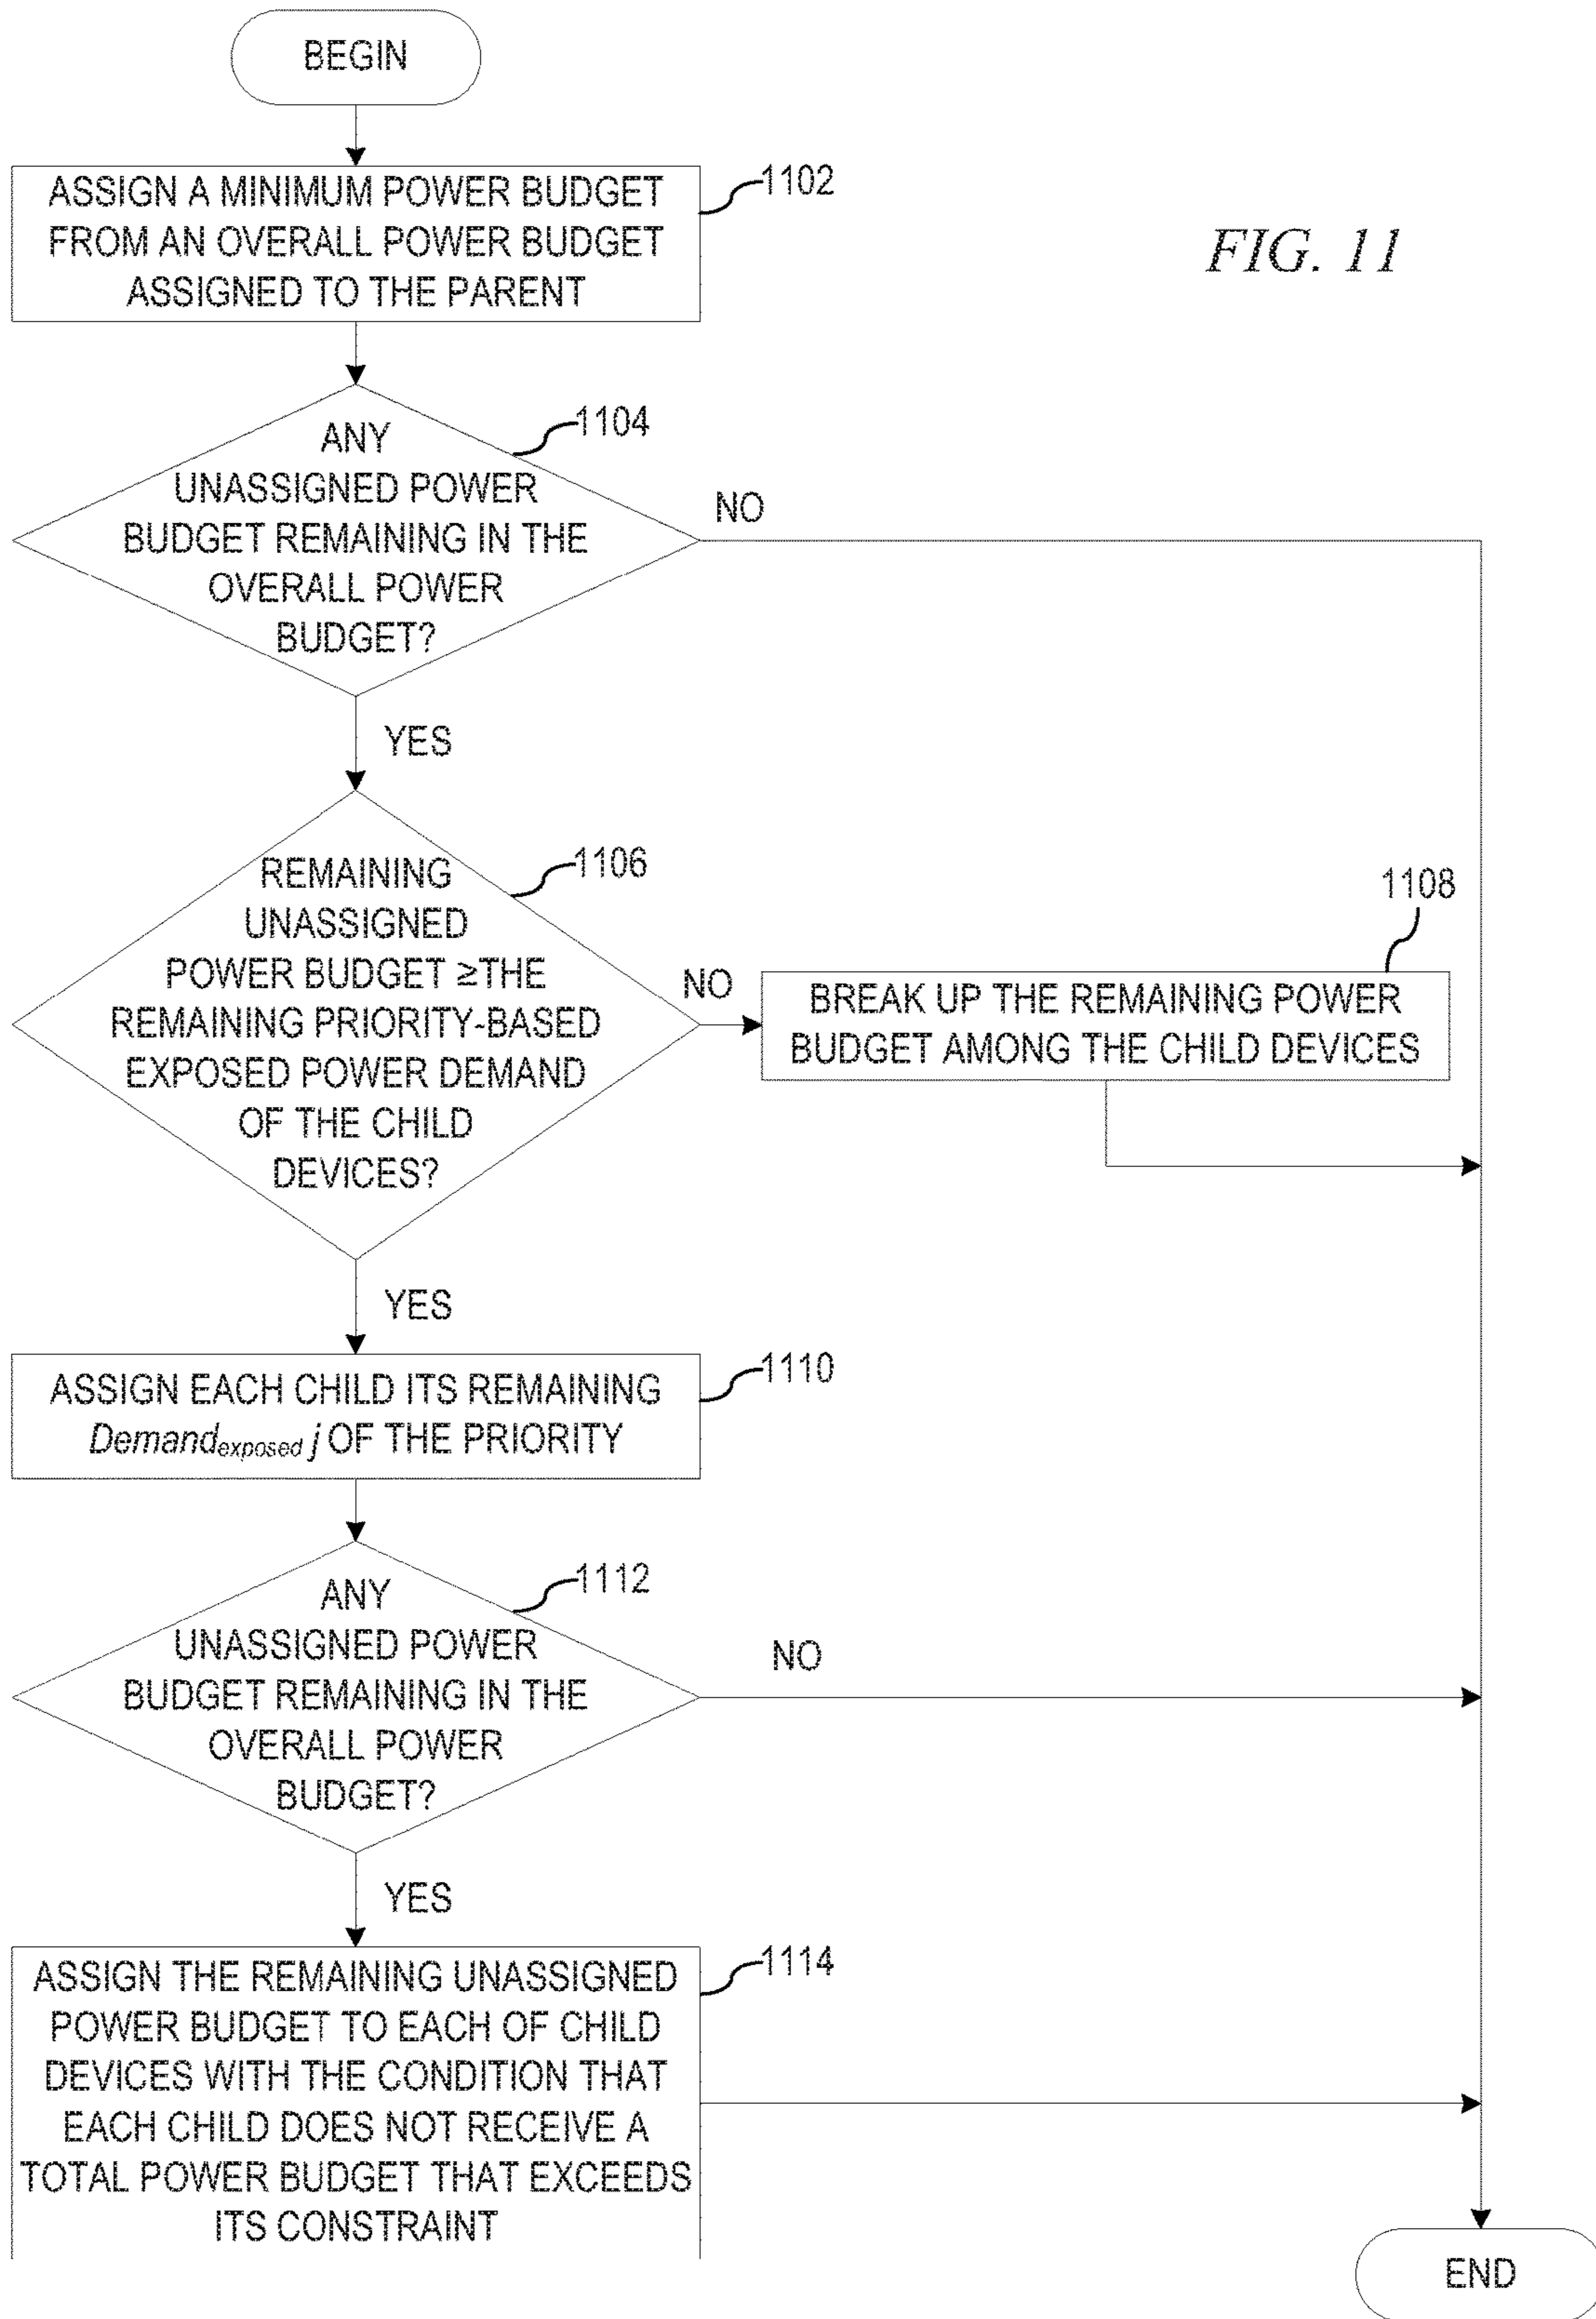 BEGIN
ASSIGN A MINIMUM POWER BUDGET
FROM AN OVERALL POWER BUDGET
ASSIGNED TO THE PARENT
1102
FIG. 11
ANY
UNASSIGNED POWER
BUDGET REMAINING IN THE
OVERALL POWER
BUDGET?
1104
NO
YES
REMAINING
UNASSIGNED
POWER BUDGET ≥THE
REMAINING PRIORITY-BASED
EXPOSED POWER DEMAND
OF THE CHILD
DEVICES?
1106
NO
1108
BREAK UP THE REMAINING POWER
BUDGET AMONG THE CHILD DEVICES
YES
ASSIGN EACH CHILD ITS REMAINING
Demandexposed j OF THE PRIORITY
1110
ANY
UNASSIGNED POWER
BUDGET REMAINING IN THE
OVERALL POWER
BUDGET?
1112
NO
YES
ASSIGN THE REMAINING UNASSIGNED
POWER BUDGET TO EACH OF CHILD
DEVICES WITH THE CONDITION THAT
EACH CHILD DOES NOT RECEIVE A
TOTAL POWER BUDGET THAT EXCEEDS
ITS CONSTRAINT
1114
END